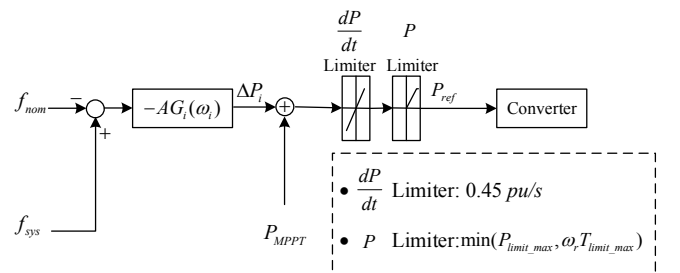 dP/dt
Limiter
P
Limiter
f_nom
−
+
−AG_i(ω_i)
ΔP_i
+
P_ref
Converter
f_sys
P_MPPT
• dP/dt Limiter: 0.45 pu/s
• P Limiter:min(P_limit_max, ω_r T_limit_max)